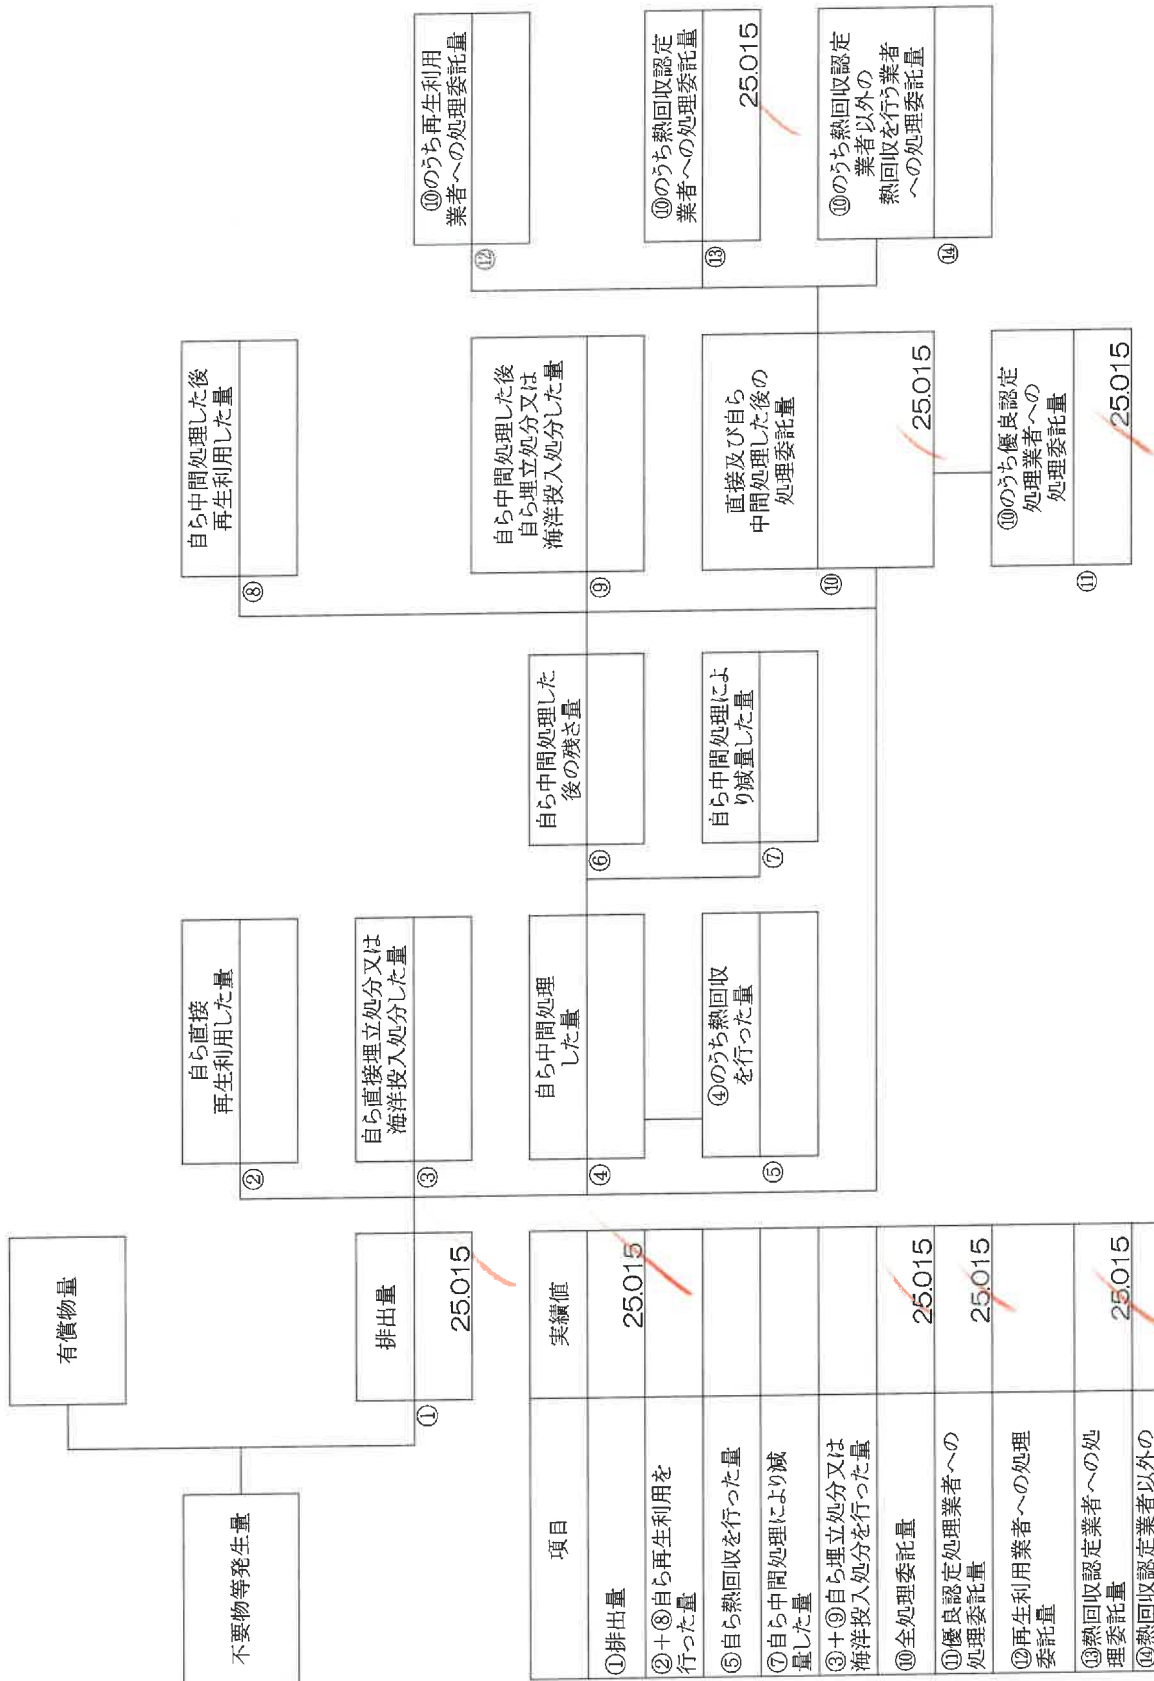 不要物等発生量
有償物量
排出量
①
25.015
自ら直接
再生利用した量
②
自ら直接埋立処分又は
海洋投入処分した量
③
自ら中間処理
した量
④
④のうち熱回収
を行った量
⑤
自ら中間処理した
後の残さ量
⑥
自ら中間処理によ
り減量した量
⑦
自ら中間処理した後
再生利用した量
⑧
自ら中間処理した後
自ら埋立処分又は
海洋投入処分した量
⑨
直接及び自ら
中間処理した後の
処理委託量
⑩
25.015
⑩のうち優良認定
処理業者への
処理委託量
⑪
25.015
⑩のうち再生利用
業者への処理委託量
⑫
⑩のうち熱回収認定
業者への処理委託量
⑬
25.015
⑩のうち熱回収認定
業者以外の
熱回収を行う業者
への処理委託量
⑭
項目
実績値
①排出量
25.015
②+⑧自ら再生利用を
行った量
⑤自ら熱回収を行った量
⑦自ら中間処理により減
量した量
③+⑨自ら埋立処分又は
海洋投入処分を行った量
⑩全処理委託量
25.015
⑪優良認定処理業者への
処理委託量
25.015
⑫再生利用業者への処理
委託量
⑬熱回収認定業者への処
理委託量
25.015
⑭熱回収認定業者以外の